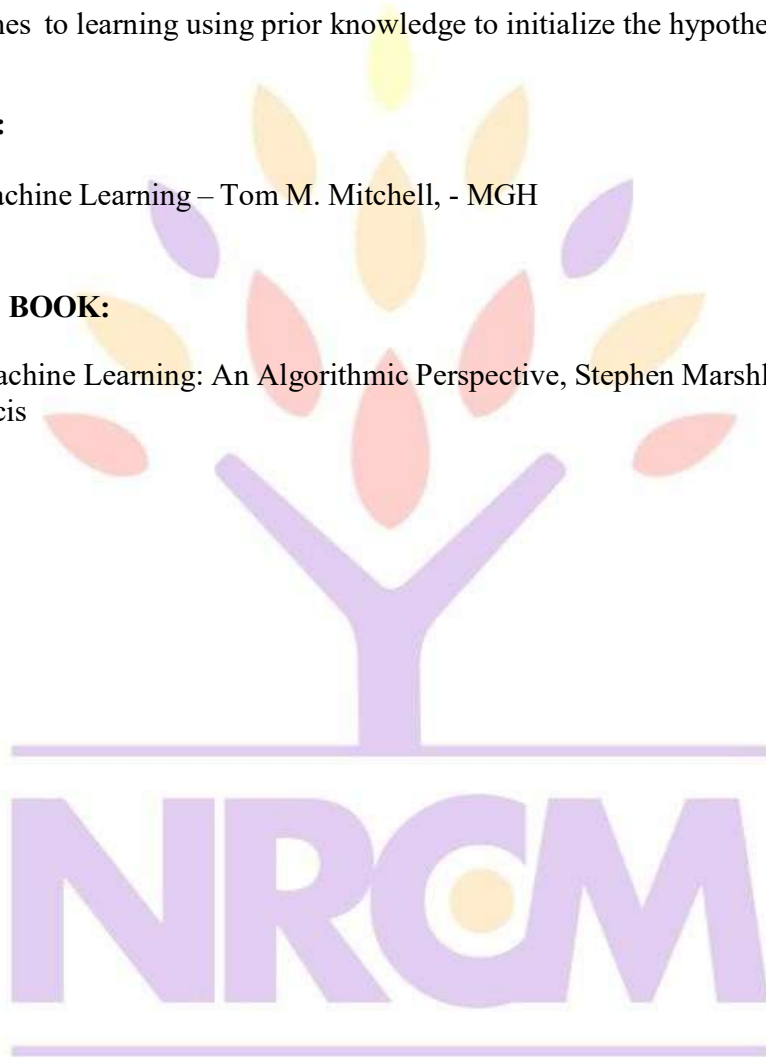 nes to learning using prior knowledge to initialize the hypothe
:
achine Learning – Tom M. Mitchell, - MGH
BOOK:
achine Learning: An Algorithmic Perspective, Stephen Marshl
cis
NRCM